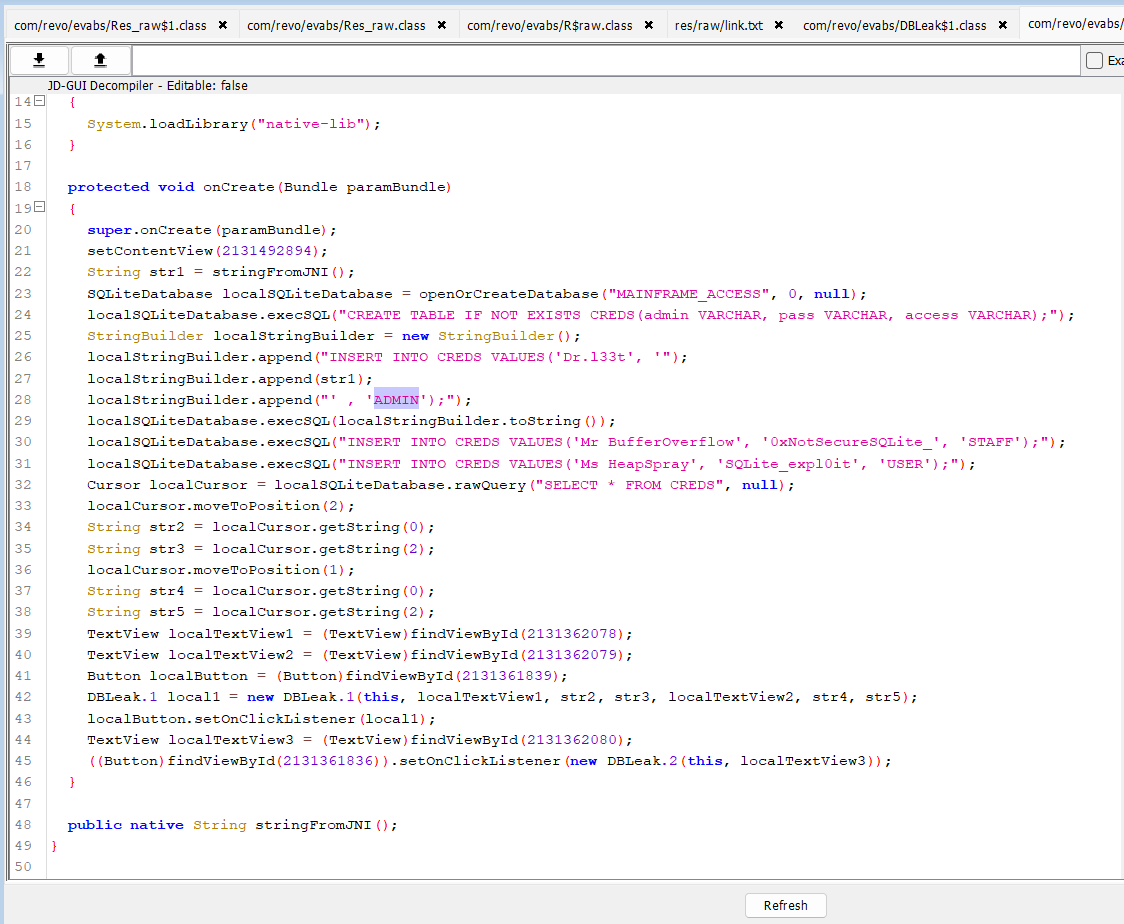 com/revo/evabs/Res_raw$1.class com/revo/evabs/Res_raw.class com/revo/evabs/R$raw.class res/raw/link.txt com/revo/evabs/DBLeak$1.class com/revo/evabs/
Exa
JD-GUI Decompiler - Editable: false
14 {
15 System.loadLibrary("native-lib");
16 }
17
18 protected void onCreate(Bundle paramBundle)
19 {
20 super.onCreate(paramBundle);
21 setContentView(2131492894);
22 String str1 = stringFromJNI();
23 SQLiteDatabase localSQLiteDatabase = openOrCreateDatabase("MAINFRAME_ACCESS", 0, null);
24 localSQLiteDatabase.execSQL("CREATE TABLE IF NOT EXISTS CREDS(admin VARCHAR, pass VARCHAR, access VARCHAR);");
25 StringBuilder localStringBuilder = new StringBuilder();
26 localStringBuilder.append("INSERT INTO CREDS VALUES('Dr.l33t', '");
27 localStringBuilder.append(str1);
28 localStringBuilder.append("' , 'ADMIN');");
29 localSQLiteDatabase.execSQL(localStringBuilder.toString());
30 localSQLiteDatabase.execSQL("INSERT INTO CREDS VALUES('Mr BufferOverflow', '0xNotSecureSQLite_', 'STAFF');");
31 localSQLiteDatabase.execSQL("INSERT INTO CREDS VALUES('Ms HeapSpray', 'SQLite_expl0it', 'USER');");
32 Cursor localCursor = localSQLiteDatabase.rawQuery("SELECT * FROM CREDS", null);
33 localCursor.moveToPosition(2);
34 String str2 = localCursor.getString(0);
35 String str3 = localCursor.getString(2);
36 localCursor.moveToPosition(1);
37 String str4 = localCursor.getString(0);
38 String str5 = localCursor.getString(2);
39 TextView localTextView1 = (TextView)findViewById(2131362078);
40 TextView localTextView2 = (TextView)findViewById(2131362079);
41 Button localButton = (Button)findViewById(2131361839);
42 DBLeak.1 local1 = new DBLeak.1(this, localTextView1, str2, str3, localTextView2, str4, str5);
43 localButton.setOnClickListener(local1);
44 TextView localTextView3 = (TextView)findViewById(2131362080);
45 ((Button)findViewById(2131361836)).setOnClickListener(new DBLeak.2(this, localTextView3));
46 }
47
48 public native String stringFromJNI();
49 }
50
Refresh